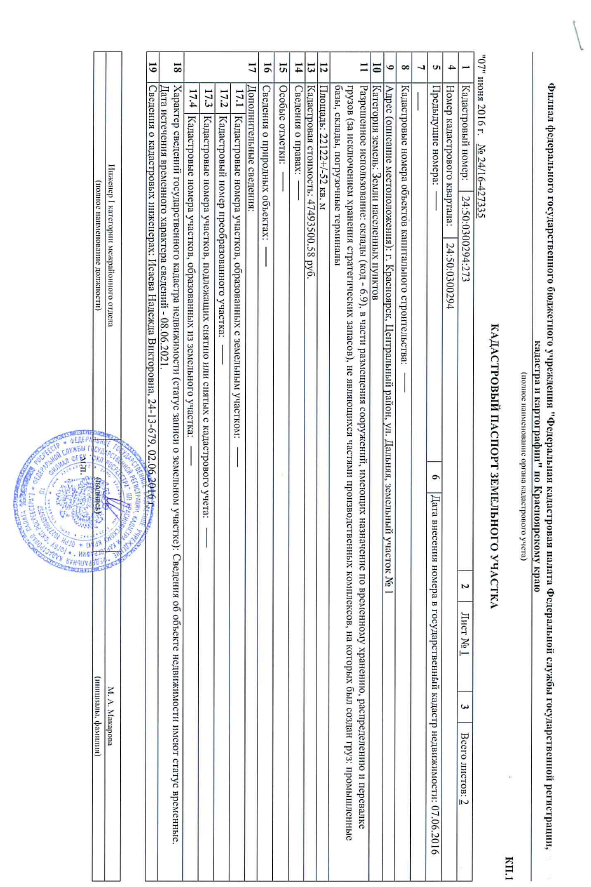 Филиал федерального государственного бюджетного учреждения "Федеральная кадастровая палата Федеральной службы государственной регистрации,
кадастра и картографии" по Красноярскому краю
(полное наименование органа кадастрового учета)
КП.1
КАДАСТРОВЫЙ ПАСПОРТ ЗЕМЕЛЬНОГО УЧАСТКА
"07" июня 2016 г. № 24/16-427335
1 Кадастровый номер: 24:50:0300294:273 2 Лист № 1 3 Всего листов: 2
4 Номер кадастрового квартала: 24:50:0300294
5 Предыдущие номера: —— 6 Дата внесения номера в государственный кадастр недвижимости: 07.06.2016
7 ——
8 Кадастровые номера объектов капитального строительства: ——
9 Адрес (описание местоположения): г. Красноярск, Центральный район, ул. Дальняя, земельный участок № 1
10 Категория земель: Земли населенных пунктов
11 Разрешенное использование: склады (код - 6.9), в части размещения сооружений, имеющих назначение по временному хранению, распределению и перевалке
грузов (за исключением хранения стратегических запасов), не являющихся частями производственных комплексов, на которых был создан груз: промышленные
базы, склады, погрузочные терминалы
12 Площадь: 22122+/-52 кв.м
13 Кадастровая стоимость: 47493500.58 руб.
14 Сведения о правах: ——
15 Особые отметки: ——
16 Сведения о природных объектах: ——
17 Дополнительные сведения:
17.1 Кадастровые номера участков, образованных с земельным участком: ——
17.2 Кадастровый номер преобразованного участка: ——
17.3 Кадастровые номера участков, подлежащих снятию или снятых с кадастрового учета: ——
17.4 Кадастровые номера участков, образованных из земельного участка: ——
18 Характер сведений государственного кадастра недвижимости (статус записи о земельном участке): Сведения об объекте недвижимости имеют статус временные.
Дата истечения временного характера сведений - 08.06.2021.
19 Сведения о кадастровых инженерах: Исаева Надежда Викторовна, 24-13-679, 02.06.2016 г.
Инженер I категории межрайонного отдела М. А. Макарова
(полное наименование должности) (подпись) (инициалы, фамилия)
М.П.